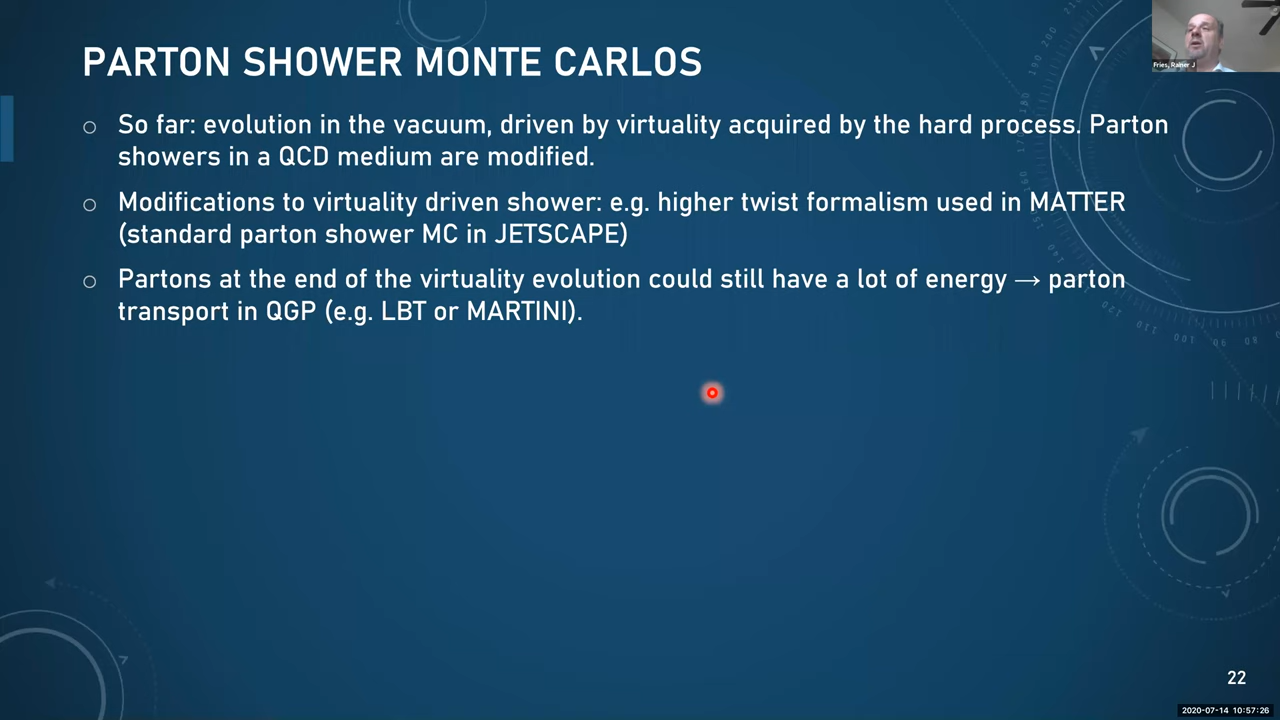 PARTON SHOWER MONTE CARLOS
Fries, Rainer J
o So far: evolution in the vacuum, driven by virtuality acquired by the hard process. Parton
showers in a QCD medium are modified.
o Modifications to virtuality driven shower: e.g. higher twist formalism used in MATTER
(standard parton shower MC in JETSCAPE)
o Partons at the end of the virtuality evolution could still have a lot of energy → parton
transport in QGP (e.g. LBT or MARTINI).
22
2020-07-14 10:57:26